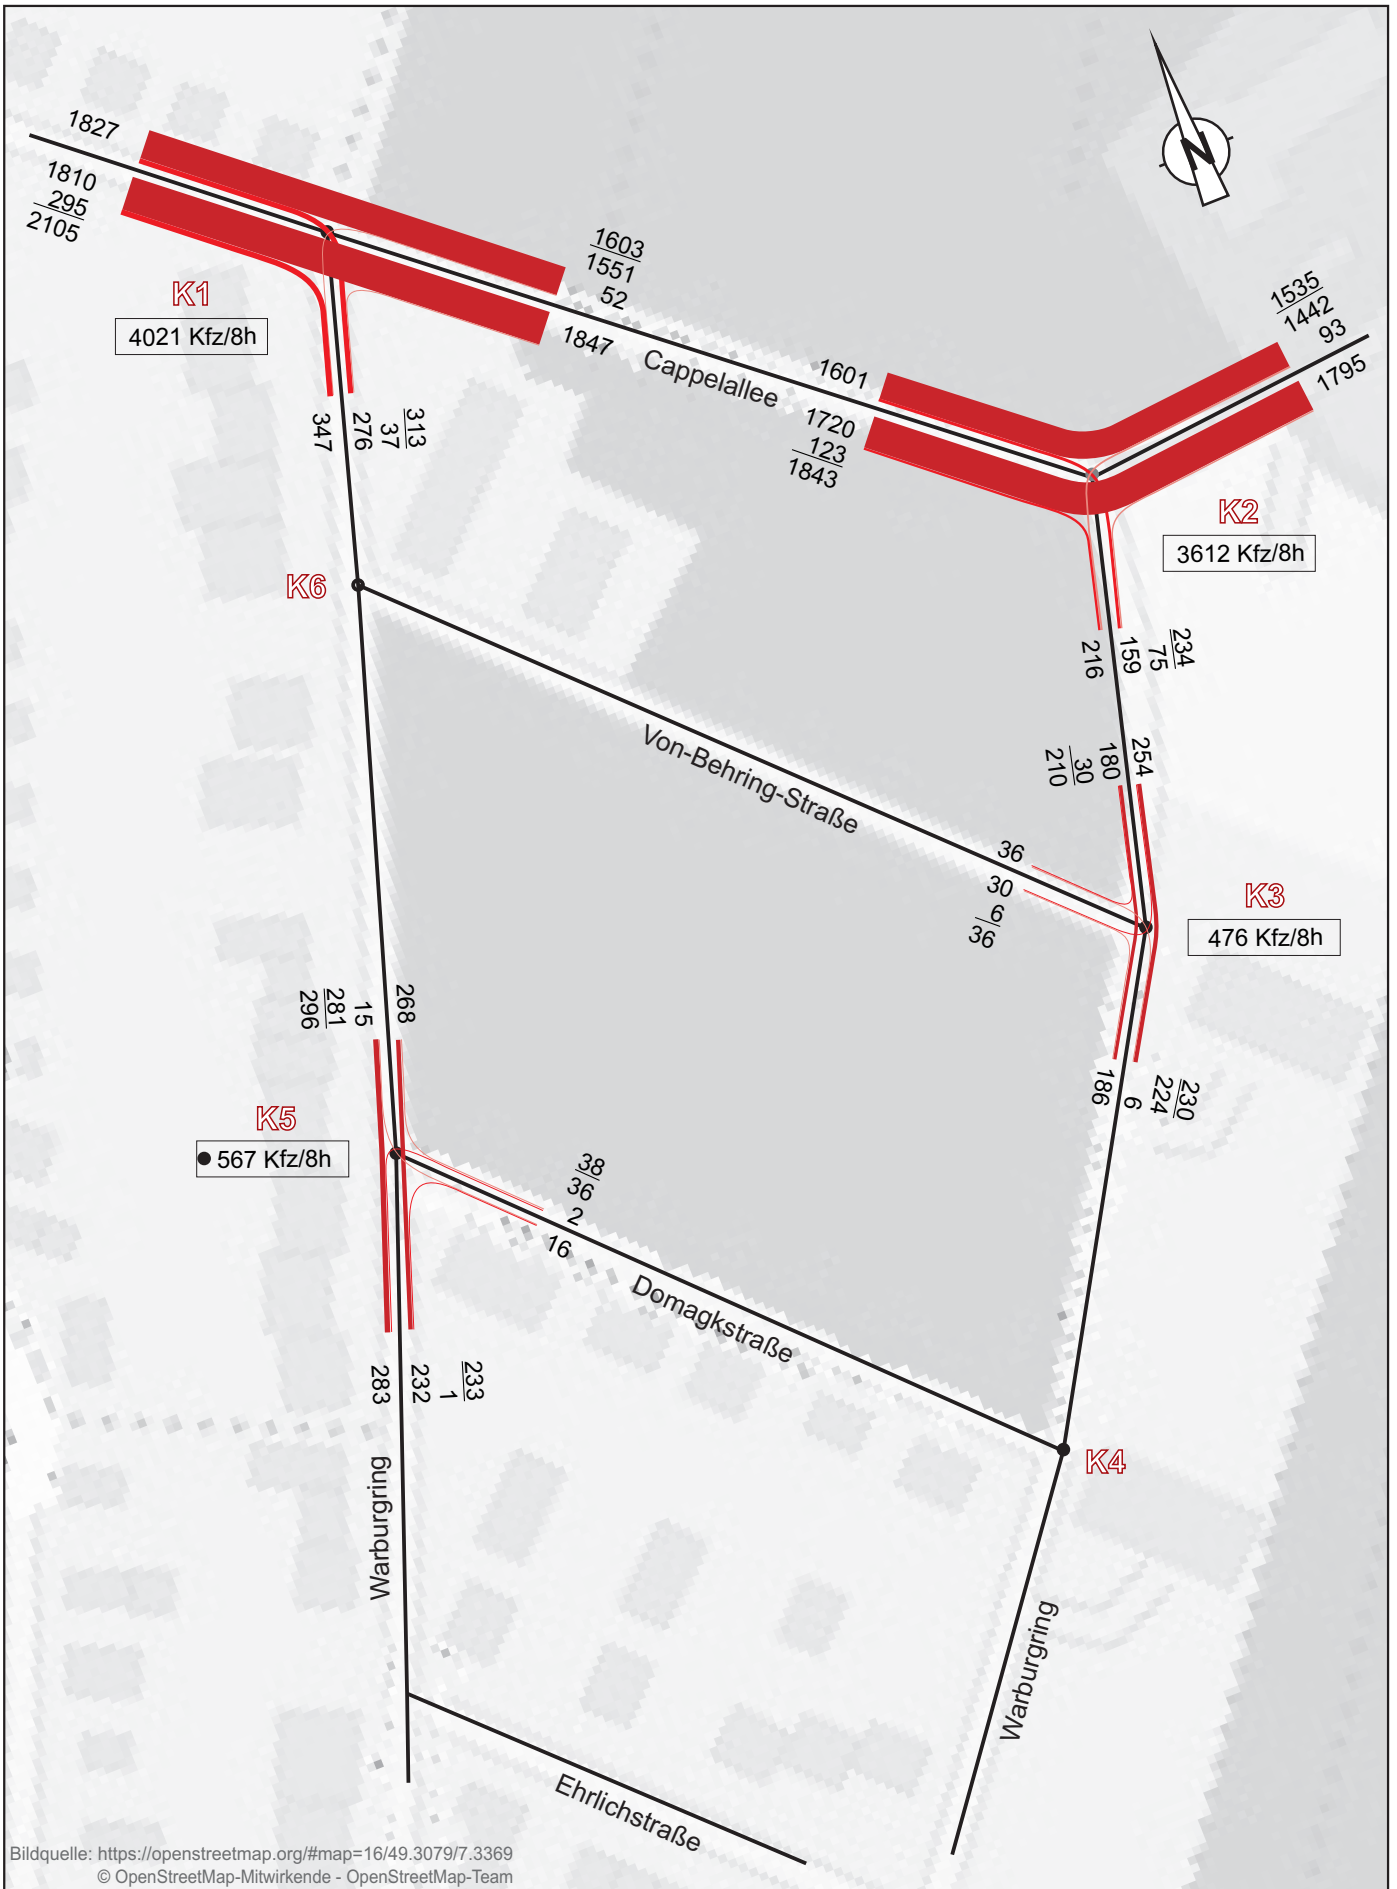 1827
1810
295
2105
K1
4021 Kfz/8h
1603
1551
52
1847
Cappelallee
1601
1720
123
1843
1535
1442
93
1795
K2
3612 Kfz/8h
347
276
37
313
K6
216
159
75
234
Von-Behring-Straße
210
30
180
254
36
30
6
36
K3
476 Kfz/8h
296
281
15
268
186
6
224
230
K5
567 Kfz/8h
38
36
2
16
Domagkstraße
283
232
1
233
K4
Warburgring
Warburgring
Ehrlichstraße
N
Bildquelle: https://openstreetmap.org/#map=16/49.3079/7.3369
© OpenStreetMap-Mitwirkende - OpenStreetMap-Team